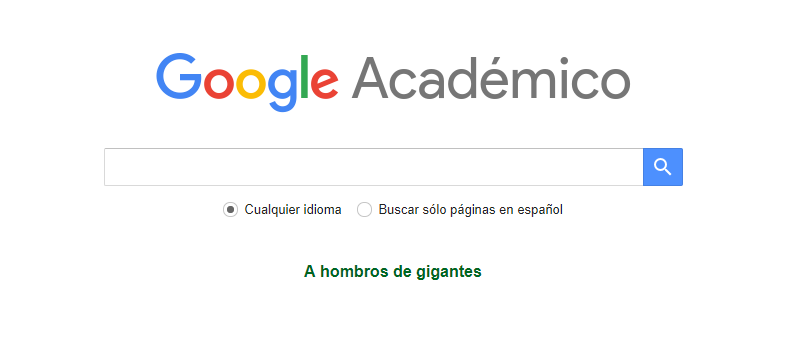 Google Académico
Cualquier idioma Buscar sólo páginas en español
A hombros de gigantes